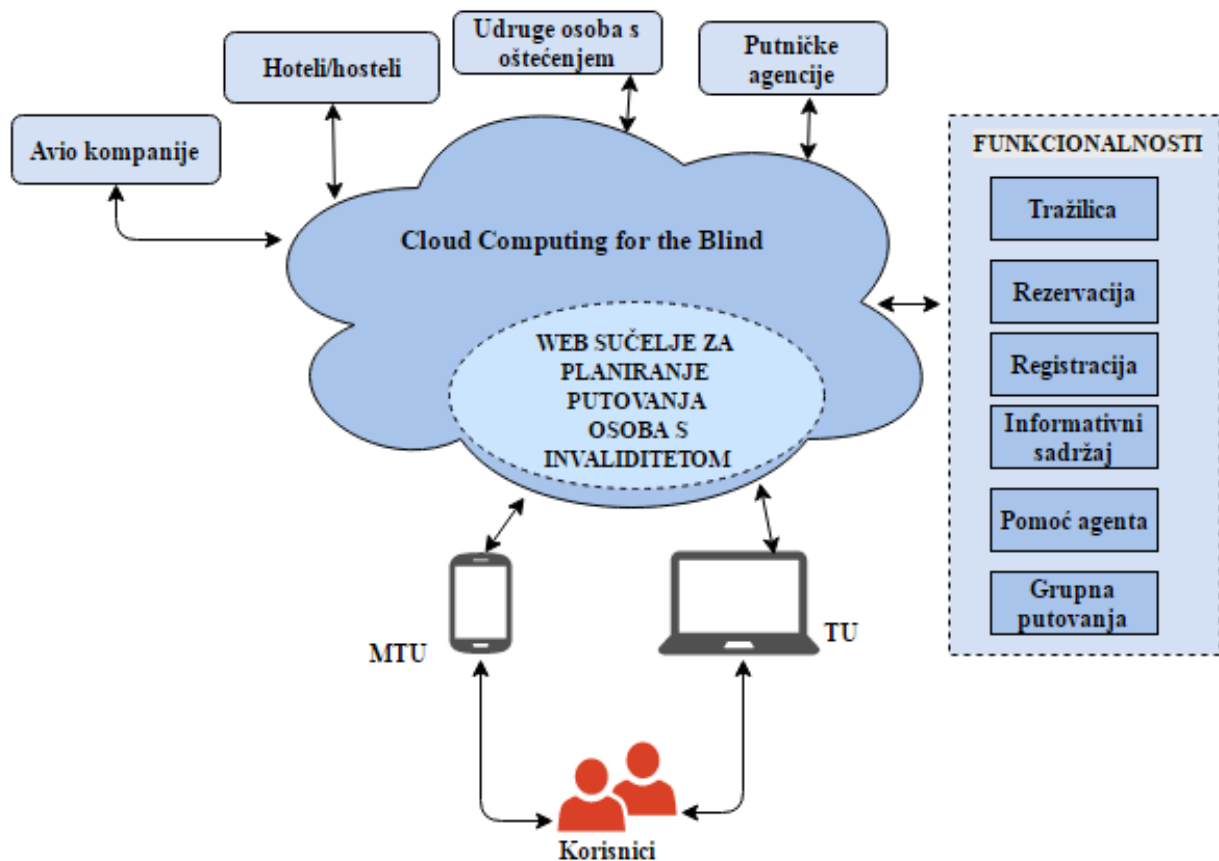 Udruge osoba s
oštećenjem
Putničke
agencije
Hoteli/hosteli
Avio kompanije
FUNKCIONALNOSTI
Tražilica
Rezervacija
Registracija
Informativni
sadržaj
Pomoć agenta
Grupna
putovanja
Cloud Computing for the Blind
WEB SUČELJE ZA
PLANIRANJE
PUTOVANJA
OSOBA S
INVALIDITETOM
MTU
TU
Korisnici